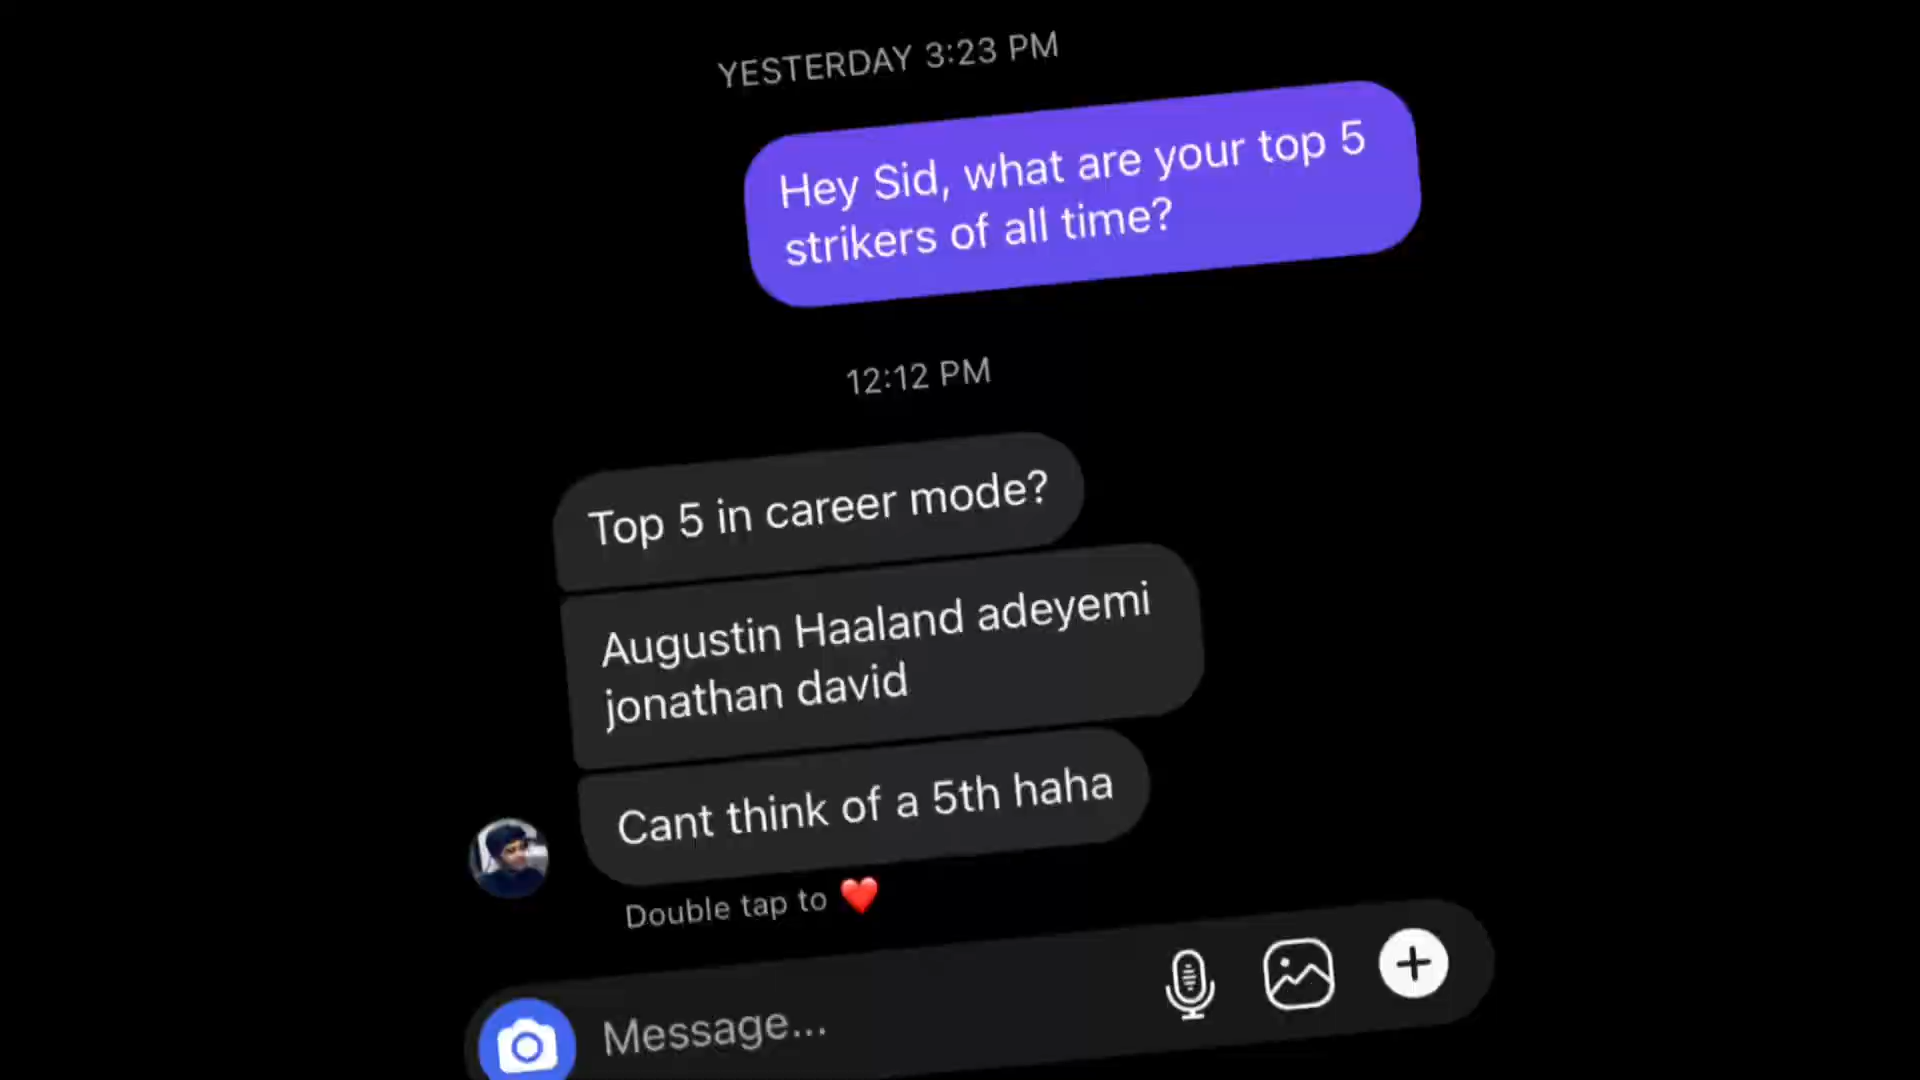 YESTERDAY 3:23 PM
Hey Sid, what are your top 5
strikers of all time?
12:12 PM
Top 5 in career mode?
Augustin Haaland adeyemi
jonathan david
Cant think of a 5th haha
Double tap to ❤️
Message...